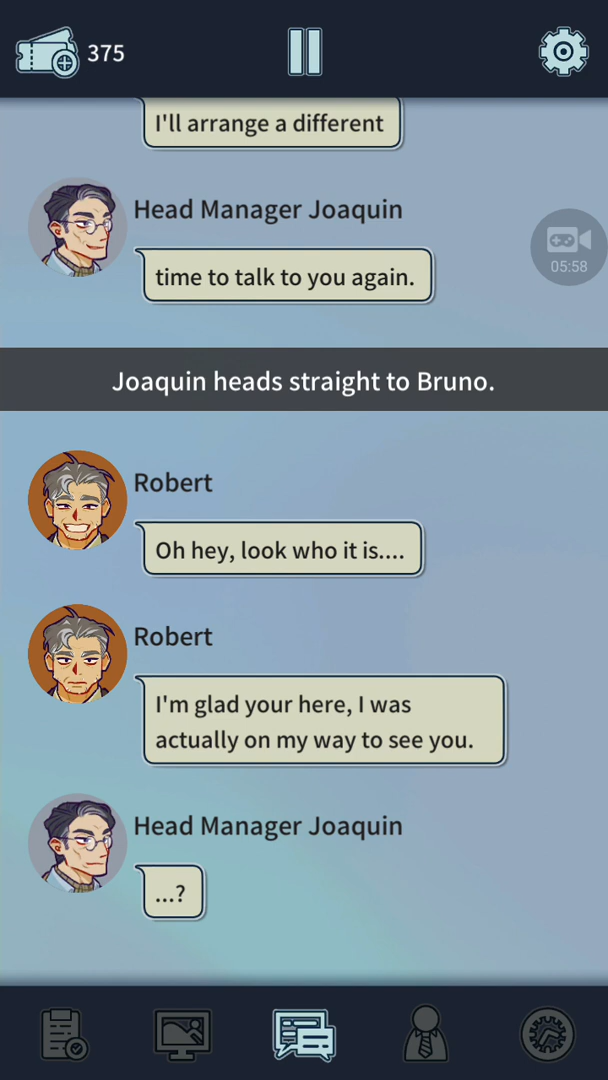 375
I'll arrange a different
Head Manager Joaquin
time to talk to you again.
05:58
Joaquin heads straight to Bruno.
Robert
Oh hey, look who it is....
Robert
I'm glad your here, I was
actually on my way to see you.
Head Manager Joaquin
...?